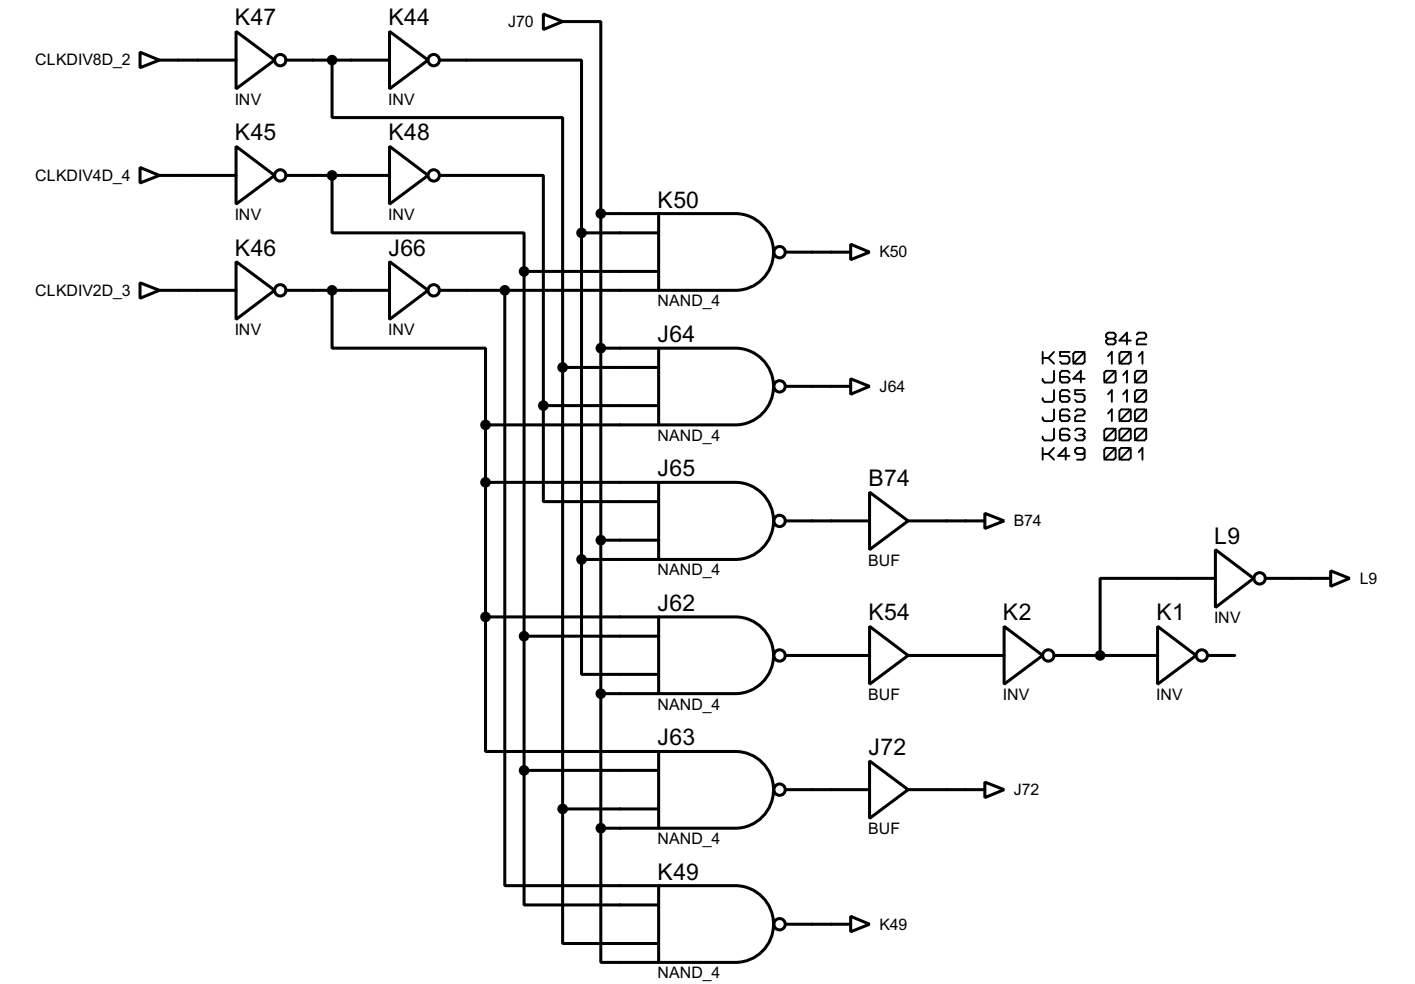 K47
K44
J70
CLKDIV8D_2
INV
INV
K45
K48
CLKDIV4D_4
INV
INV
K50
K46
J66
K50
CLKDIV2D_3
NAND_4
INV
INV
J64
842
K50 101
J64 010
J65 110
J62 100
J63 000
K49 001
J64
NAND_4
J65
B74
B74
NAND_4
BUF
L9
L9
J62
K54
K2
K1
INV
NAND_4
BUF
INV
INV
J63
J72
J72
NAND_4
BUF
K49
K49
NAND_4